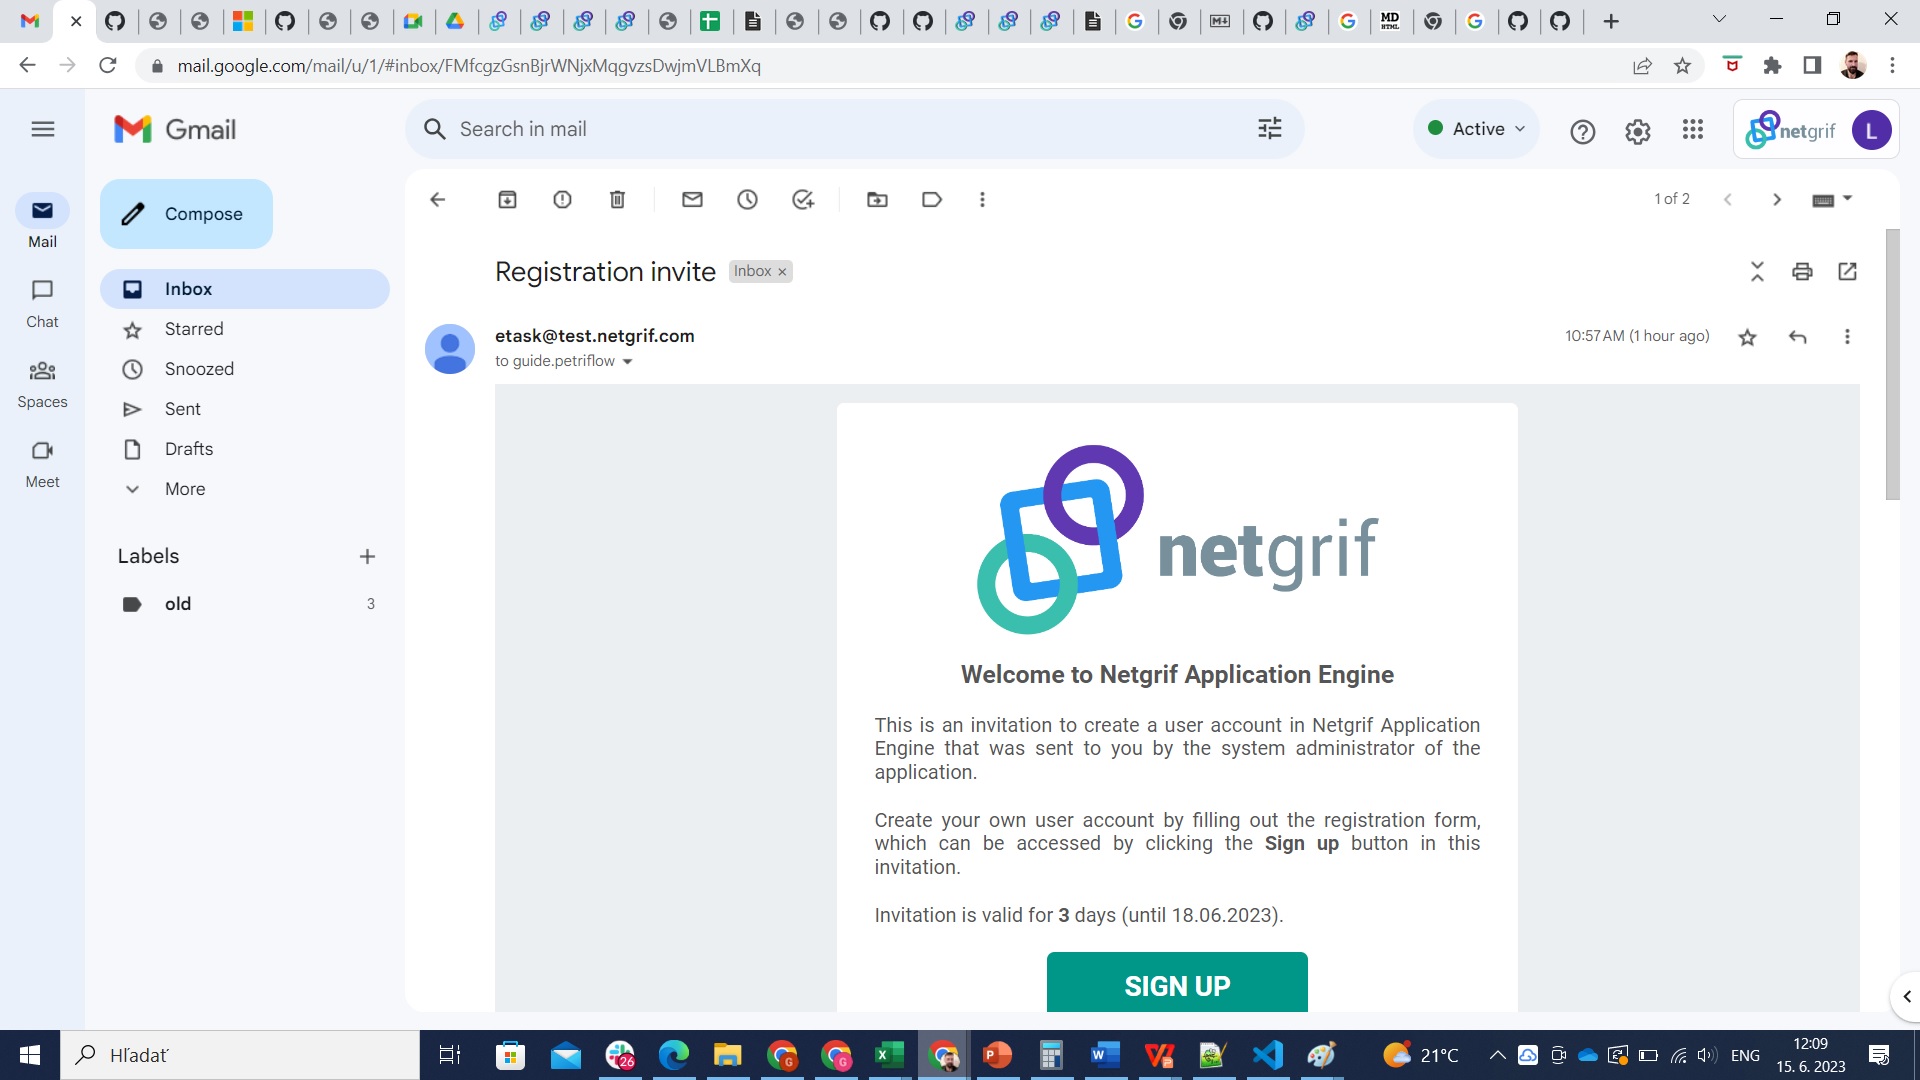 mail.google.com/mail/u/1/#inbox/FMfcgzGsnBjrWNjxMqgvzsDwjmVLBmXq
Gmail
Search in mail
Active
netgrif
L
Compose
1 of 2
Mail
Registration invite
Inbox ×
Inbox
Chat
Starred
etask@test.netgrif.com
10:57 AM (1 hour ago)
to guide.petriflow
Snoozed
Spaces
Sent
Drafts
Meet
More
netgrif
Labels
old
3
Welcome to Netgrif Application Engine
This is an invitation to create a user account in Netgrif Application
Engine that was sent to you by the system administrator of the
application.
Create your own user account by filling out the registration form,
which can be accessed by clicking the Sign up button in this
invitation.
Invitation is valid for 3 days (until 18.06.2023).
SIGN UP
Hľadať
26
21°C
ENG
12:09
15. 6. 2023